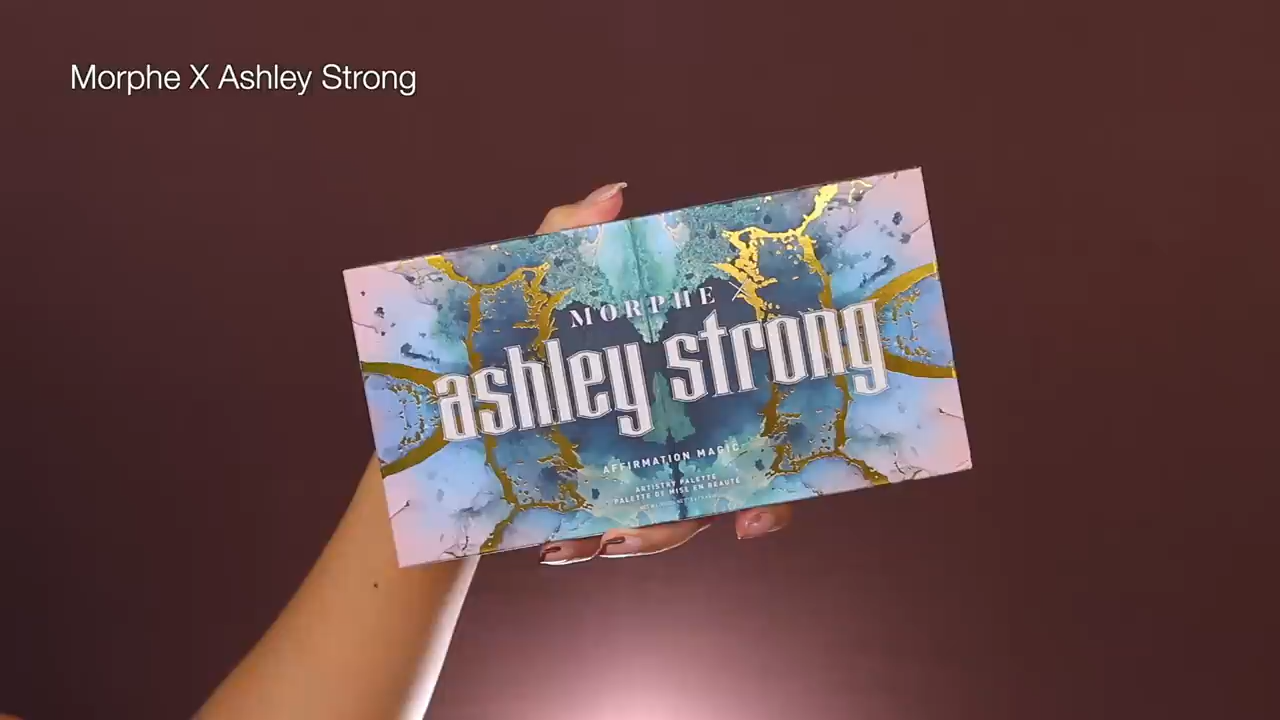 Morphe X Ashley Strong
MORPHE X
ashley strong
AFFIRMATION MAGIC
ARTISTRY PALETTE
PALETTE DE MISE EN BEAUTÉ